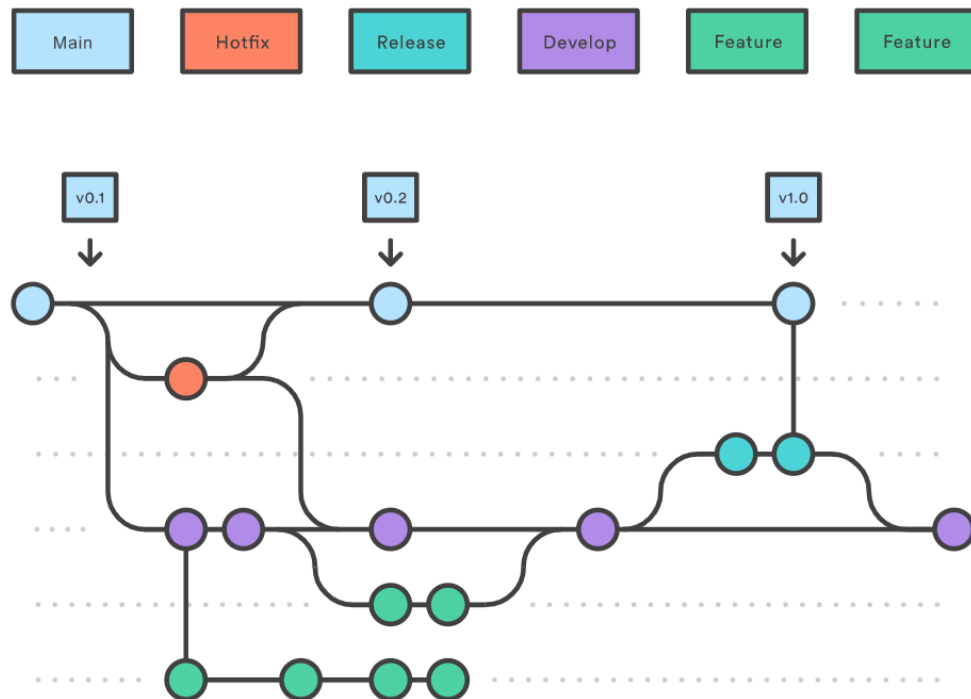 Main
Hotfix
Release
Develop
Feature
Feature
v0.1
v0.2
v1.0